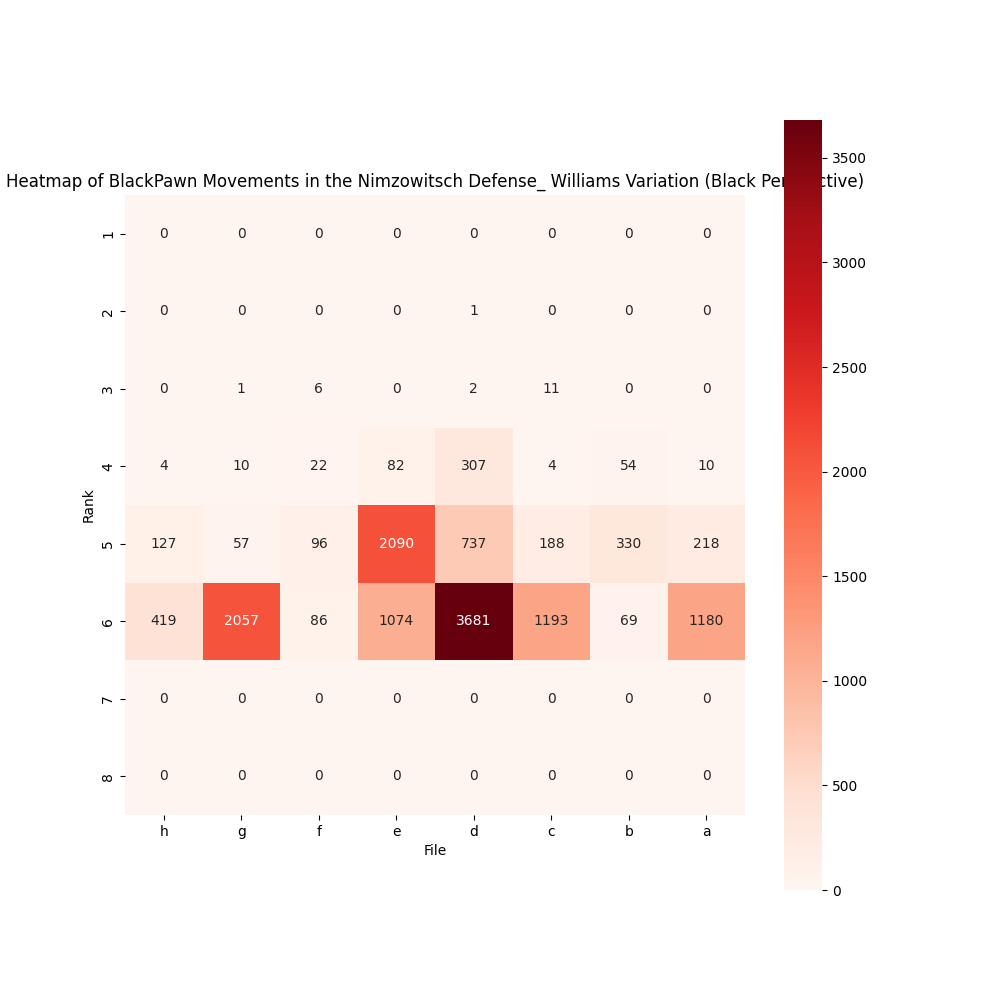 Heatmap of BlackPawn Movements in the Nimzowitsch Defense_ Williams Variation (Black Pe ctive)
3500
3000
2500
2000
1500
1000
500
0
Rank
1 0 0 0 0 0 0 0 0
2 0 0 0 0 1 0 0 0
3 0 1 6 0 2 11 0 0
4 4 10 22 82 307 4 54 10
5 127 57 96 2090 737 188 330 218
6 419 2057 86 1074 3681 1193 69 1180
7 0 0 0 0 0 0 0 0
8 0 0 0 0 0 0 0 0
h g f e d c b a
File